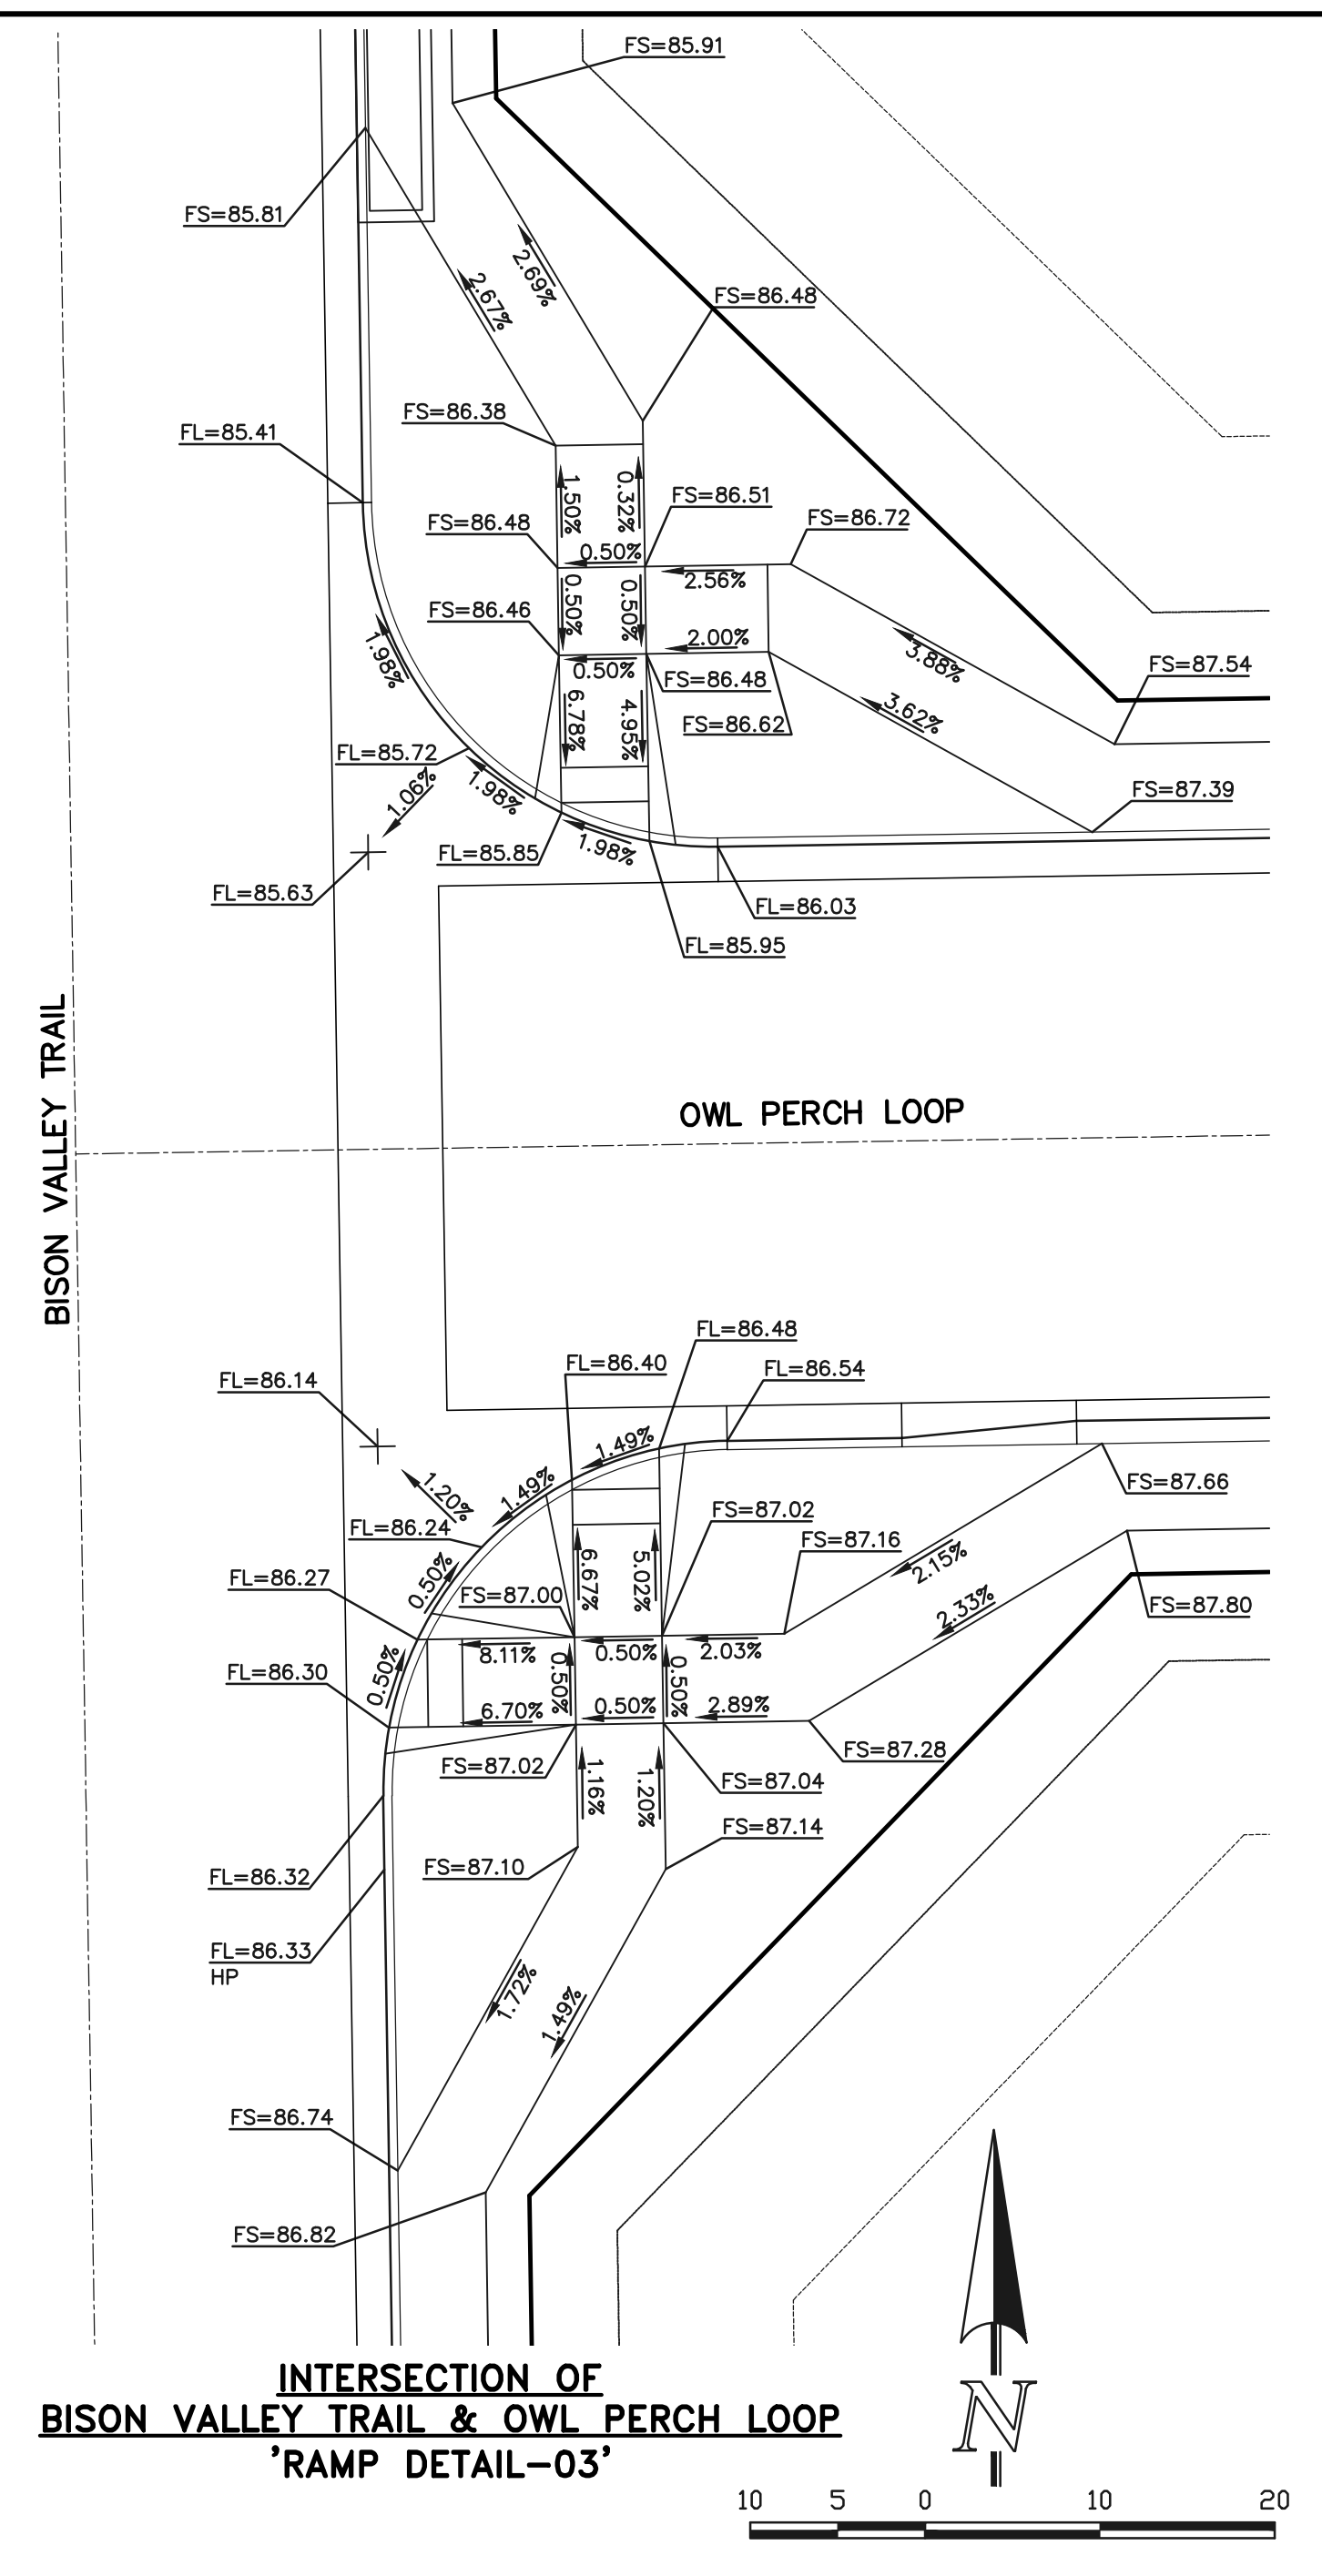 FS=85.91
FS=85.81
2.69%
2.67%
FS=86.48
FS=86.38
FL=85.41
1.50%
0.32%
FS=86.51
FS=86.48
FS=86.72
0.50%
2.56%
0.50%
0.50%
FS=86.46
2.00%
0.50%
1.98%
3.88%
FS=87.54
FS=86.48
6.78%
4.95%
FS=86.62
3.62%
FL=85.72
1.06%
1.98%
FS=87.39
1.98%
FL=85.85
FL=85.63
FL=86.03
FL=85.95
BISON VALLEY TRAIL
OWL PERCH LOOP
FL=86.48
FL=86.40
FL=86.54
FL=86.14
1.49%
1.49%
1.20%
FS=87.66
FS=87.02
FL=86.24
FS=87.16
2.15%
FL=86.27
0.50%
6.67%
5.02%
FS=87.00
2.33%
FS=87.80
8.11%
0.50%
2.03%
FL=86.30
0.50%
0.50%
0.50%
6.70%
0.50%
2.89%
FS=87.28
FS=87.02
1.16%
1.20%
FS=87.04
FS=87.14
FS=87.10
FL=86.32
FL=86.33
HP
1.72%
1.49%
FS=86.74
FS=86.82
INTERSECTION OF
BISON VALLEY TRAIL & OWL PERCH LOOP
'RAMP DETAIL-03'
N
10 5 0 10 20